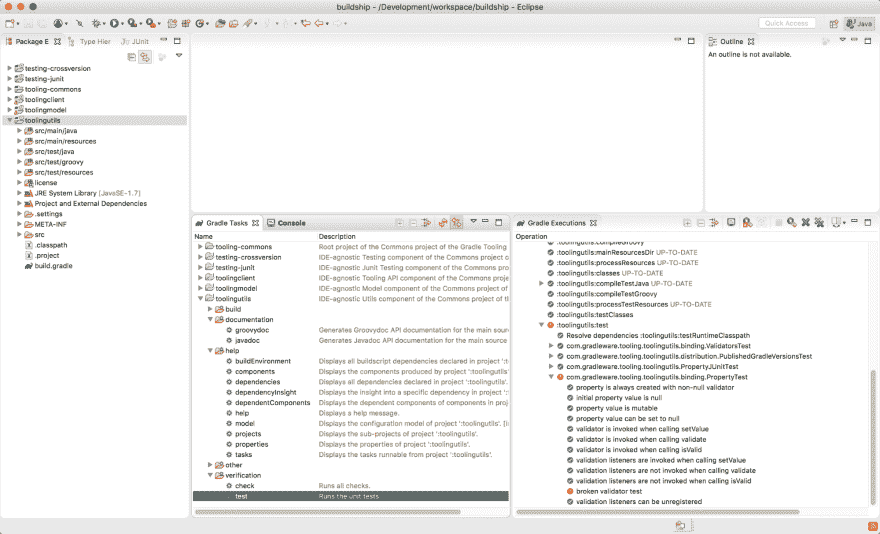 buildship - /Development/workspace/buildship - Eclipse
Quick Access
Java
Package E
Type Hier
JUnit
testing-crossversion
testing-junit
tooling-commons
toolingclient
toolingmodel
toolingutils
src/main/java
src/main/resources
src/test/java
src/test/groovy
src/test/resources
license
JRE System Library [JavaSE-1.7]
Project and External Dependencies
.settings
META-INF
src
.classpath
.project
build.gradle
Outline
An outline is not available.
Gradle Tasks
Console
Name Description
tooling-commons Root project of the Commons project of the Gradle Tooling
testing-crossversion IDE-agnostic Testing component of the Commons project o
testing-junit IDE-agnostic Junit Testing component of the Commons pr
toolingclient IDE-agnostic Tooling API component of the Commons pro
toolingmodel IDE-agnostic Model component of the Commons project of
toolingutils IDE-agnostic Utils component of the Commons project of th
build
documentation
groovydoc Generates Groovydoc API documentation for the main sour
javadoc Generates Javadoc API documentation for the main source
help
buildEnvironment Displays all buildscript dependencies declared in project ':t
components Displays the components produced by project ':toolingutils'.
dependencies Displays all dependencies declared in project ':toolingutils'.
dependencyInsight Displays the insight into a specific dependency in project ':
dependentComponents Displays the dependent components of components in proj
help Displays a help message.
model Displays the configuration model of project ':toolingutils'. [i
projects Displays the sub-projects of project ':toolingutils'.
properties Displays the properties of project ':toolingutils'.
tasks Displays the tasks runnable from project ':toolingutils'.
other
verification
check Runs all checks.
test Runs the unit tests.
Gradle Executions
Operation
:toolingutils:compileGroovy
:toolingutils:mainResourcesDir UP-TO-DATE
:toolingutils:processResources UP-TO-DATE
:toolingutils:classes UP-TO-DATE
:toolingutils:compileTestJava UP-TO-DATE
:toolingutils:compileTestGroovy
:toolingutils:processTestResources UP-TO-DATE
:toolingutils:testClasses
:toolingutils:test
Resolve dependencies :toolingutils:testRuntimeClasspath
com.gradleware.tooling.toolingutils.binding.ValidatorsTest
com.gradleware.tooling.toolingutils.distribution.PublishedGradleVersionsTest
com.gradleware.tooling.toolingutils.PropertyJUnitTest
com.gradleware.tooling.toolingutils.binding.PropertyTest
property is always created with non-null validator
initial property value is null
property value is mutable
property value can be set to null
validator is invoked when calling setValue
validator is invoked when calling validate
validator is invoked when calling isValid
validation listeners are invoked when calling setValue
validation listeners are not invoked when calling validate
validation listeners are not invoked when calling isValid
broken validator test
validation listeners can be unregistered